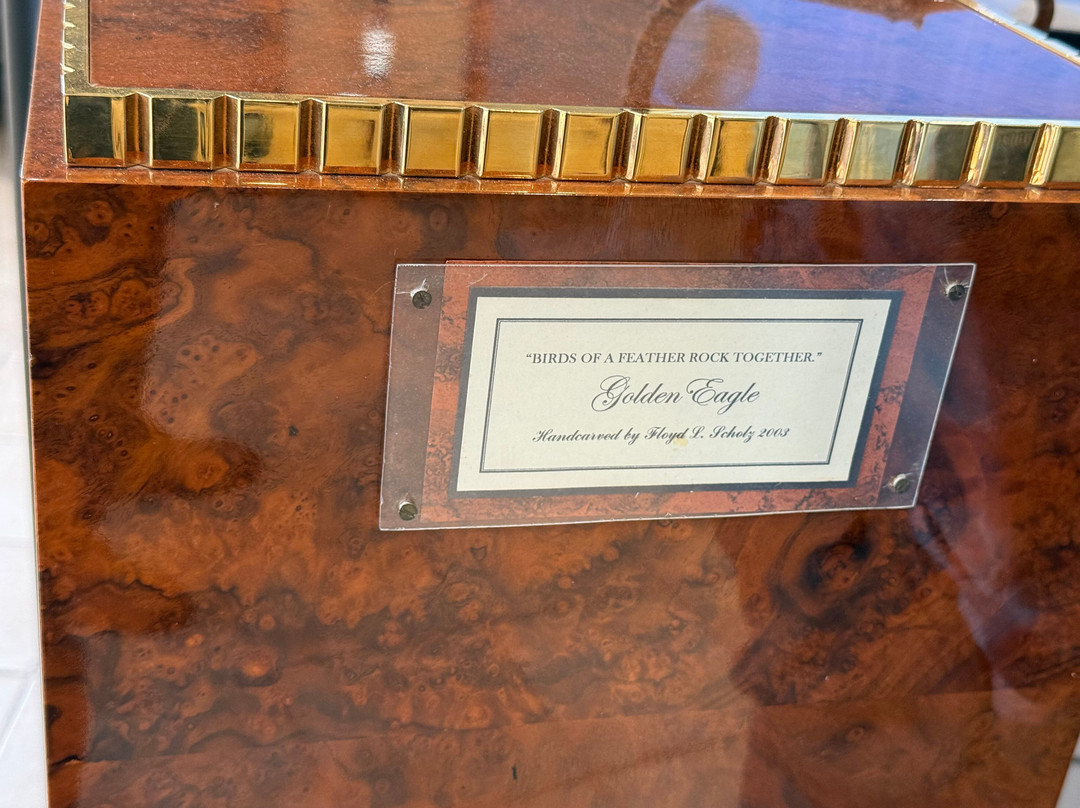 “BIRDS OF A FEATHER ROCK TOGETHER.”
Golden Eagle
Handcarved by Floyd L. Scholz 2003